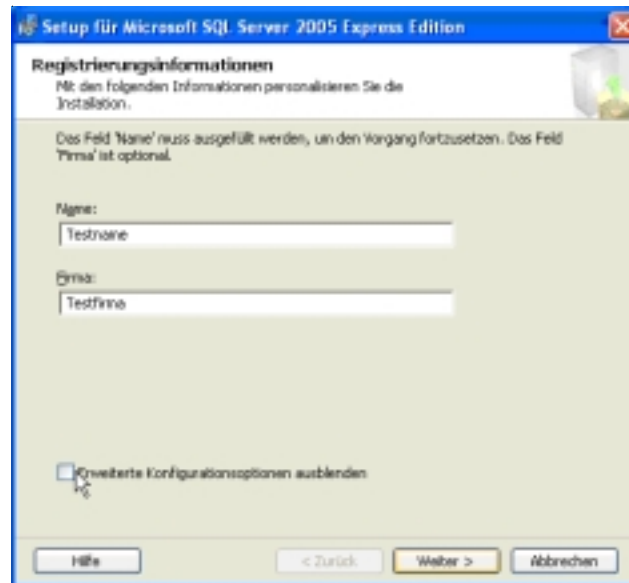 Setup für Microsoft SQL Server 2005 Express Edition
Registrierungsinformationen
Mit den folgenden Informationen personalisieren Sie die
Installation.
Das Feld 'Name' muss ausgefüllt werden, um den Vorgang fortzusetzen. Das Feld
'Firma' ist optional.
Name:
Testname
Firma:
Testfirma
Erweiterte Konfigurationsoptionen ausblenden
Hilfe
< Zurück
Weiter >
Abbrechen